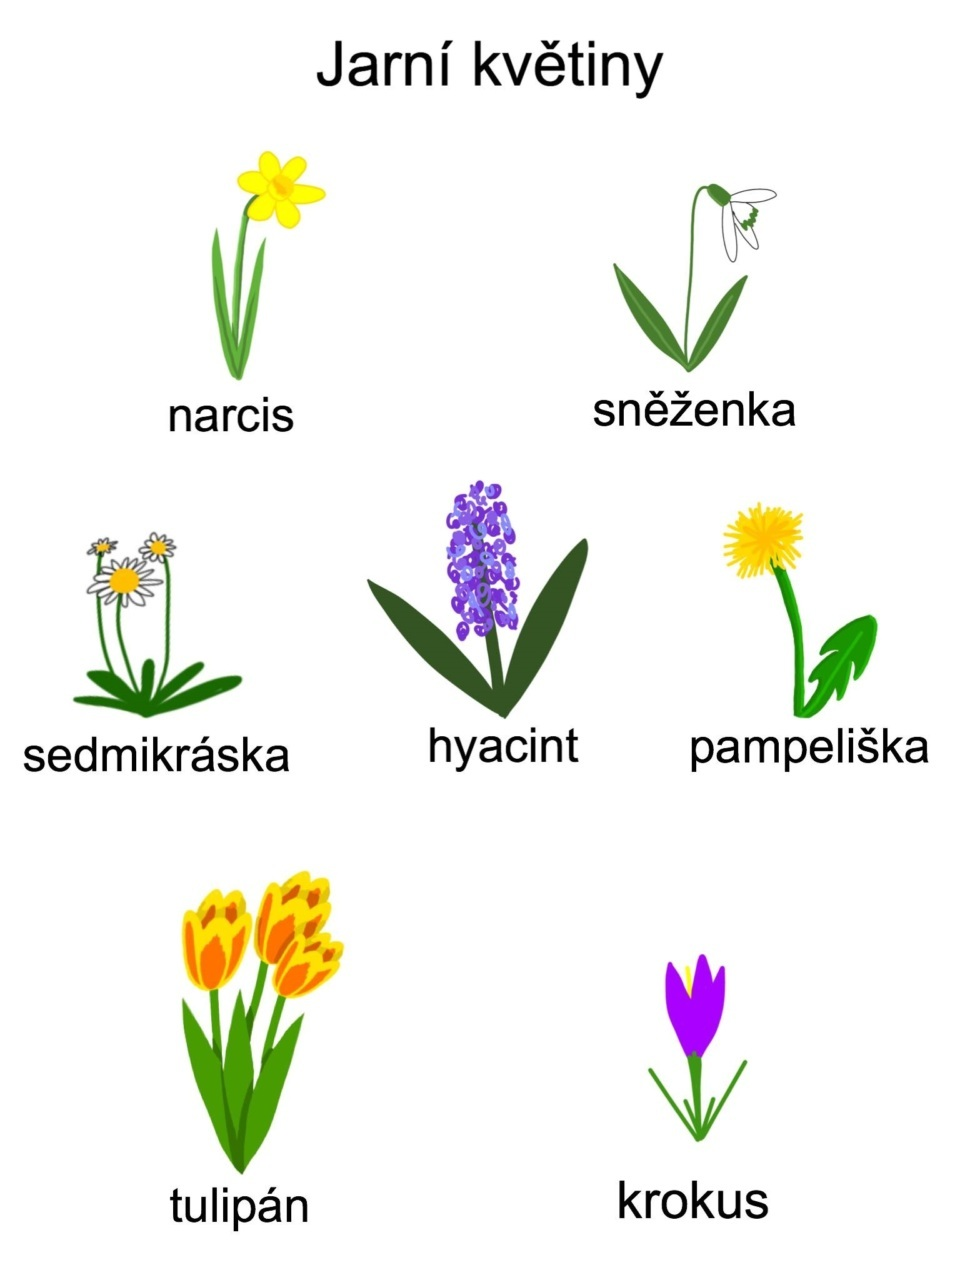 Jarní květiny
narcis
sněženka
sedmikráska
hyacint
pampeliška
tulipán
krokus